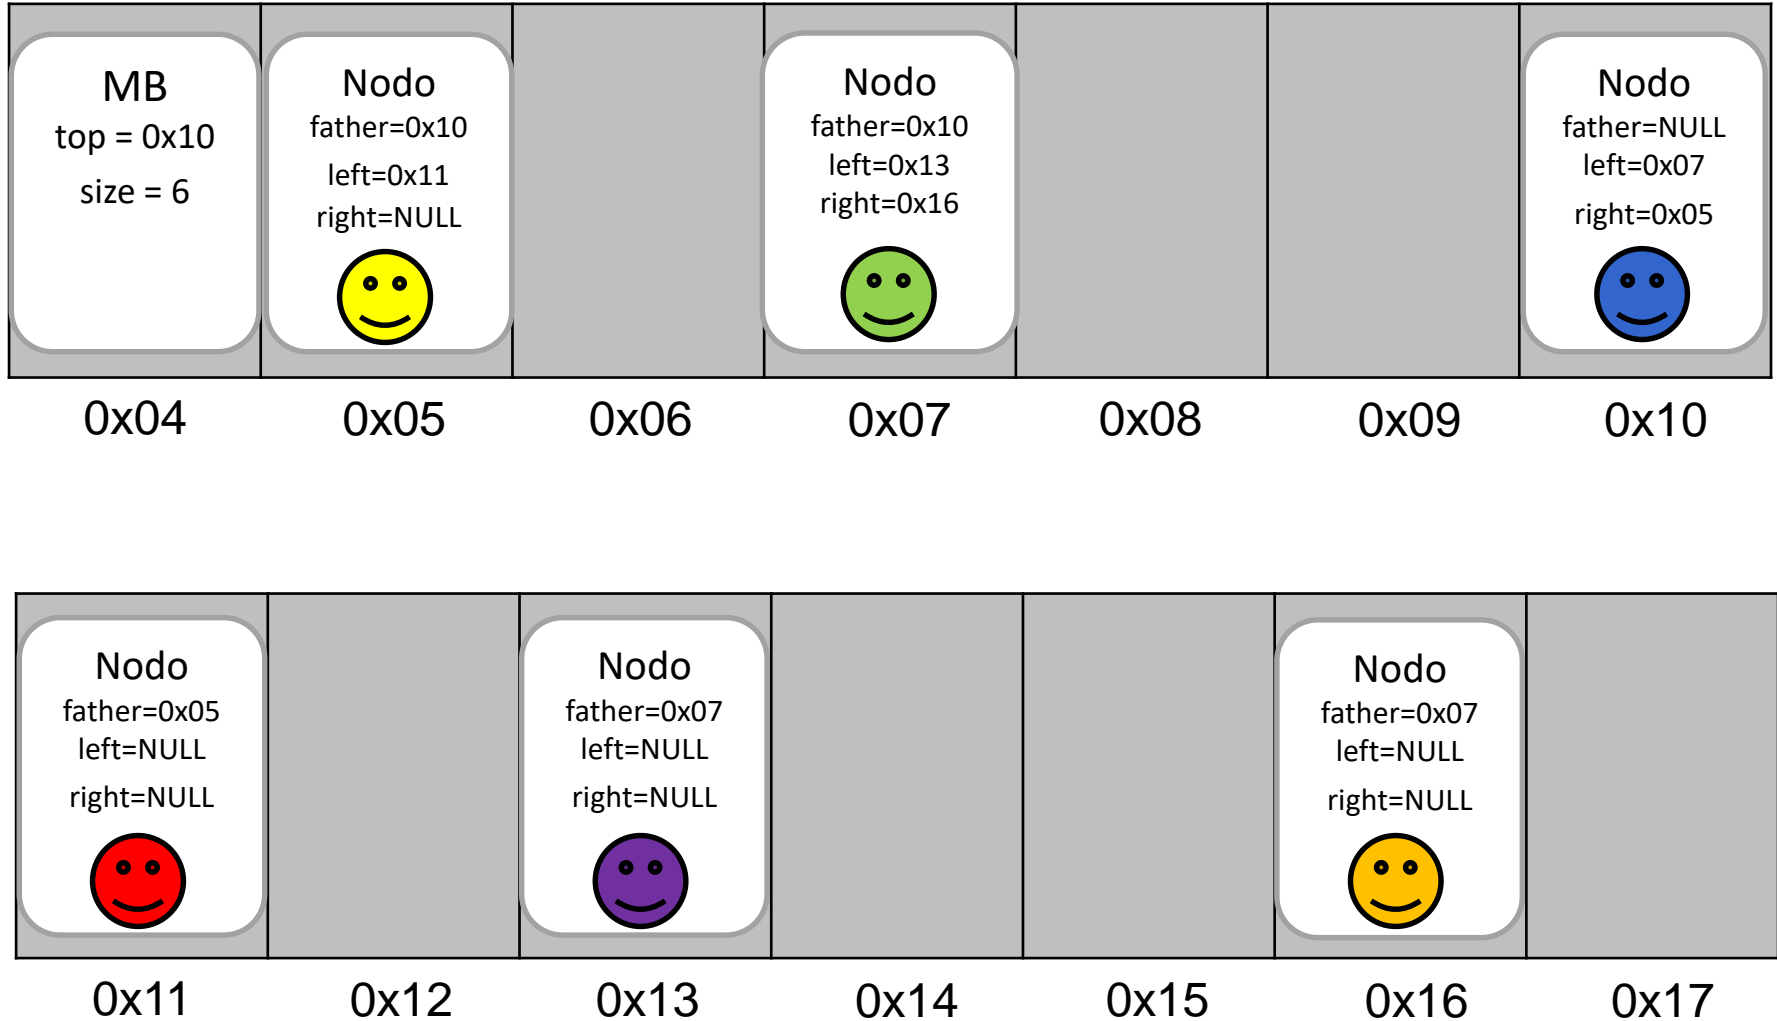 MB
top = 0x10
size = 6
Nodo
father=0x10
left=0x11
right=NULL
Nodo
father=0x10
left=0x13
right=0x16
Nodo
father=NULL
left=0x07
right=0x05
0x04
0x05
0x06
0x07
0x08
0x09
0x10
Nodo
father=0x05
left=NULL
right=NULL
Nodo
father=0x07
left=NULL
right=NULL
Nodo
father=0x07
left=NULL
right=NULL
0x11
0x12
0x13
0x14
0x15
0x16
0x17